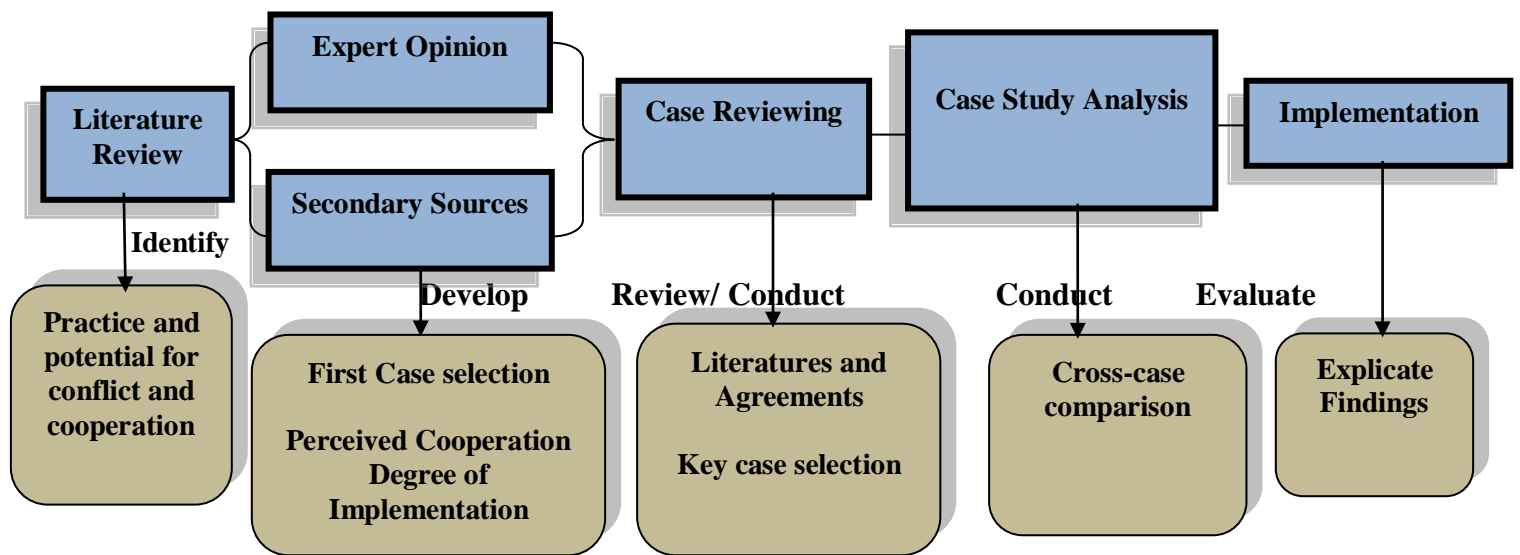 Expert Opinion
Literature
Review
Secondary Sources
Case Reviewing
Case Study Analysis
Implementation
Identify
Develop
Review/ Conduct
Conduct
Evaluate
Practice and
potential for
conflict and
cooperation
First Case selection
Perceived Cooperation
Degree of
Implementation
Literatures and
Agreements
Key case selection
Cross-case
comparison
Explicate
Findings